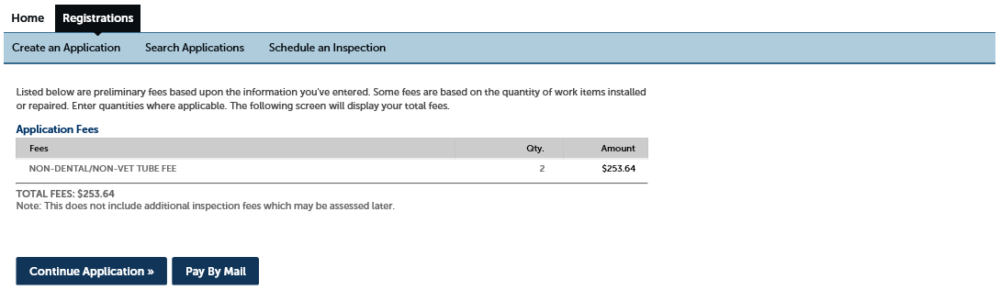 Home Registrations
Create an Application Search Applications Schedule an Inspection
Listed below are preliminary fees based upon the information you've entered. Some fees are based on the quantity of work items installed
or repaired. Enter quantities where applicable. The following screen will display your total fees.
Application Fees
Fees Qty. Amount
NON-DENTAL/NON-VET TUBE FEE 2 $253.64
TOTAL FEES: $253.64
Note: This does not include additional inspection fees which may be assessed later.
Continue Application » Pay By Mail